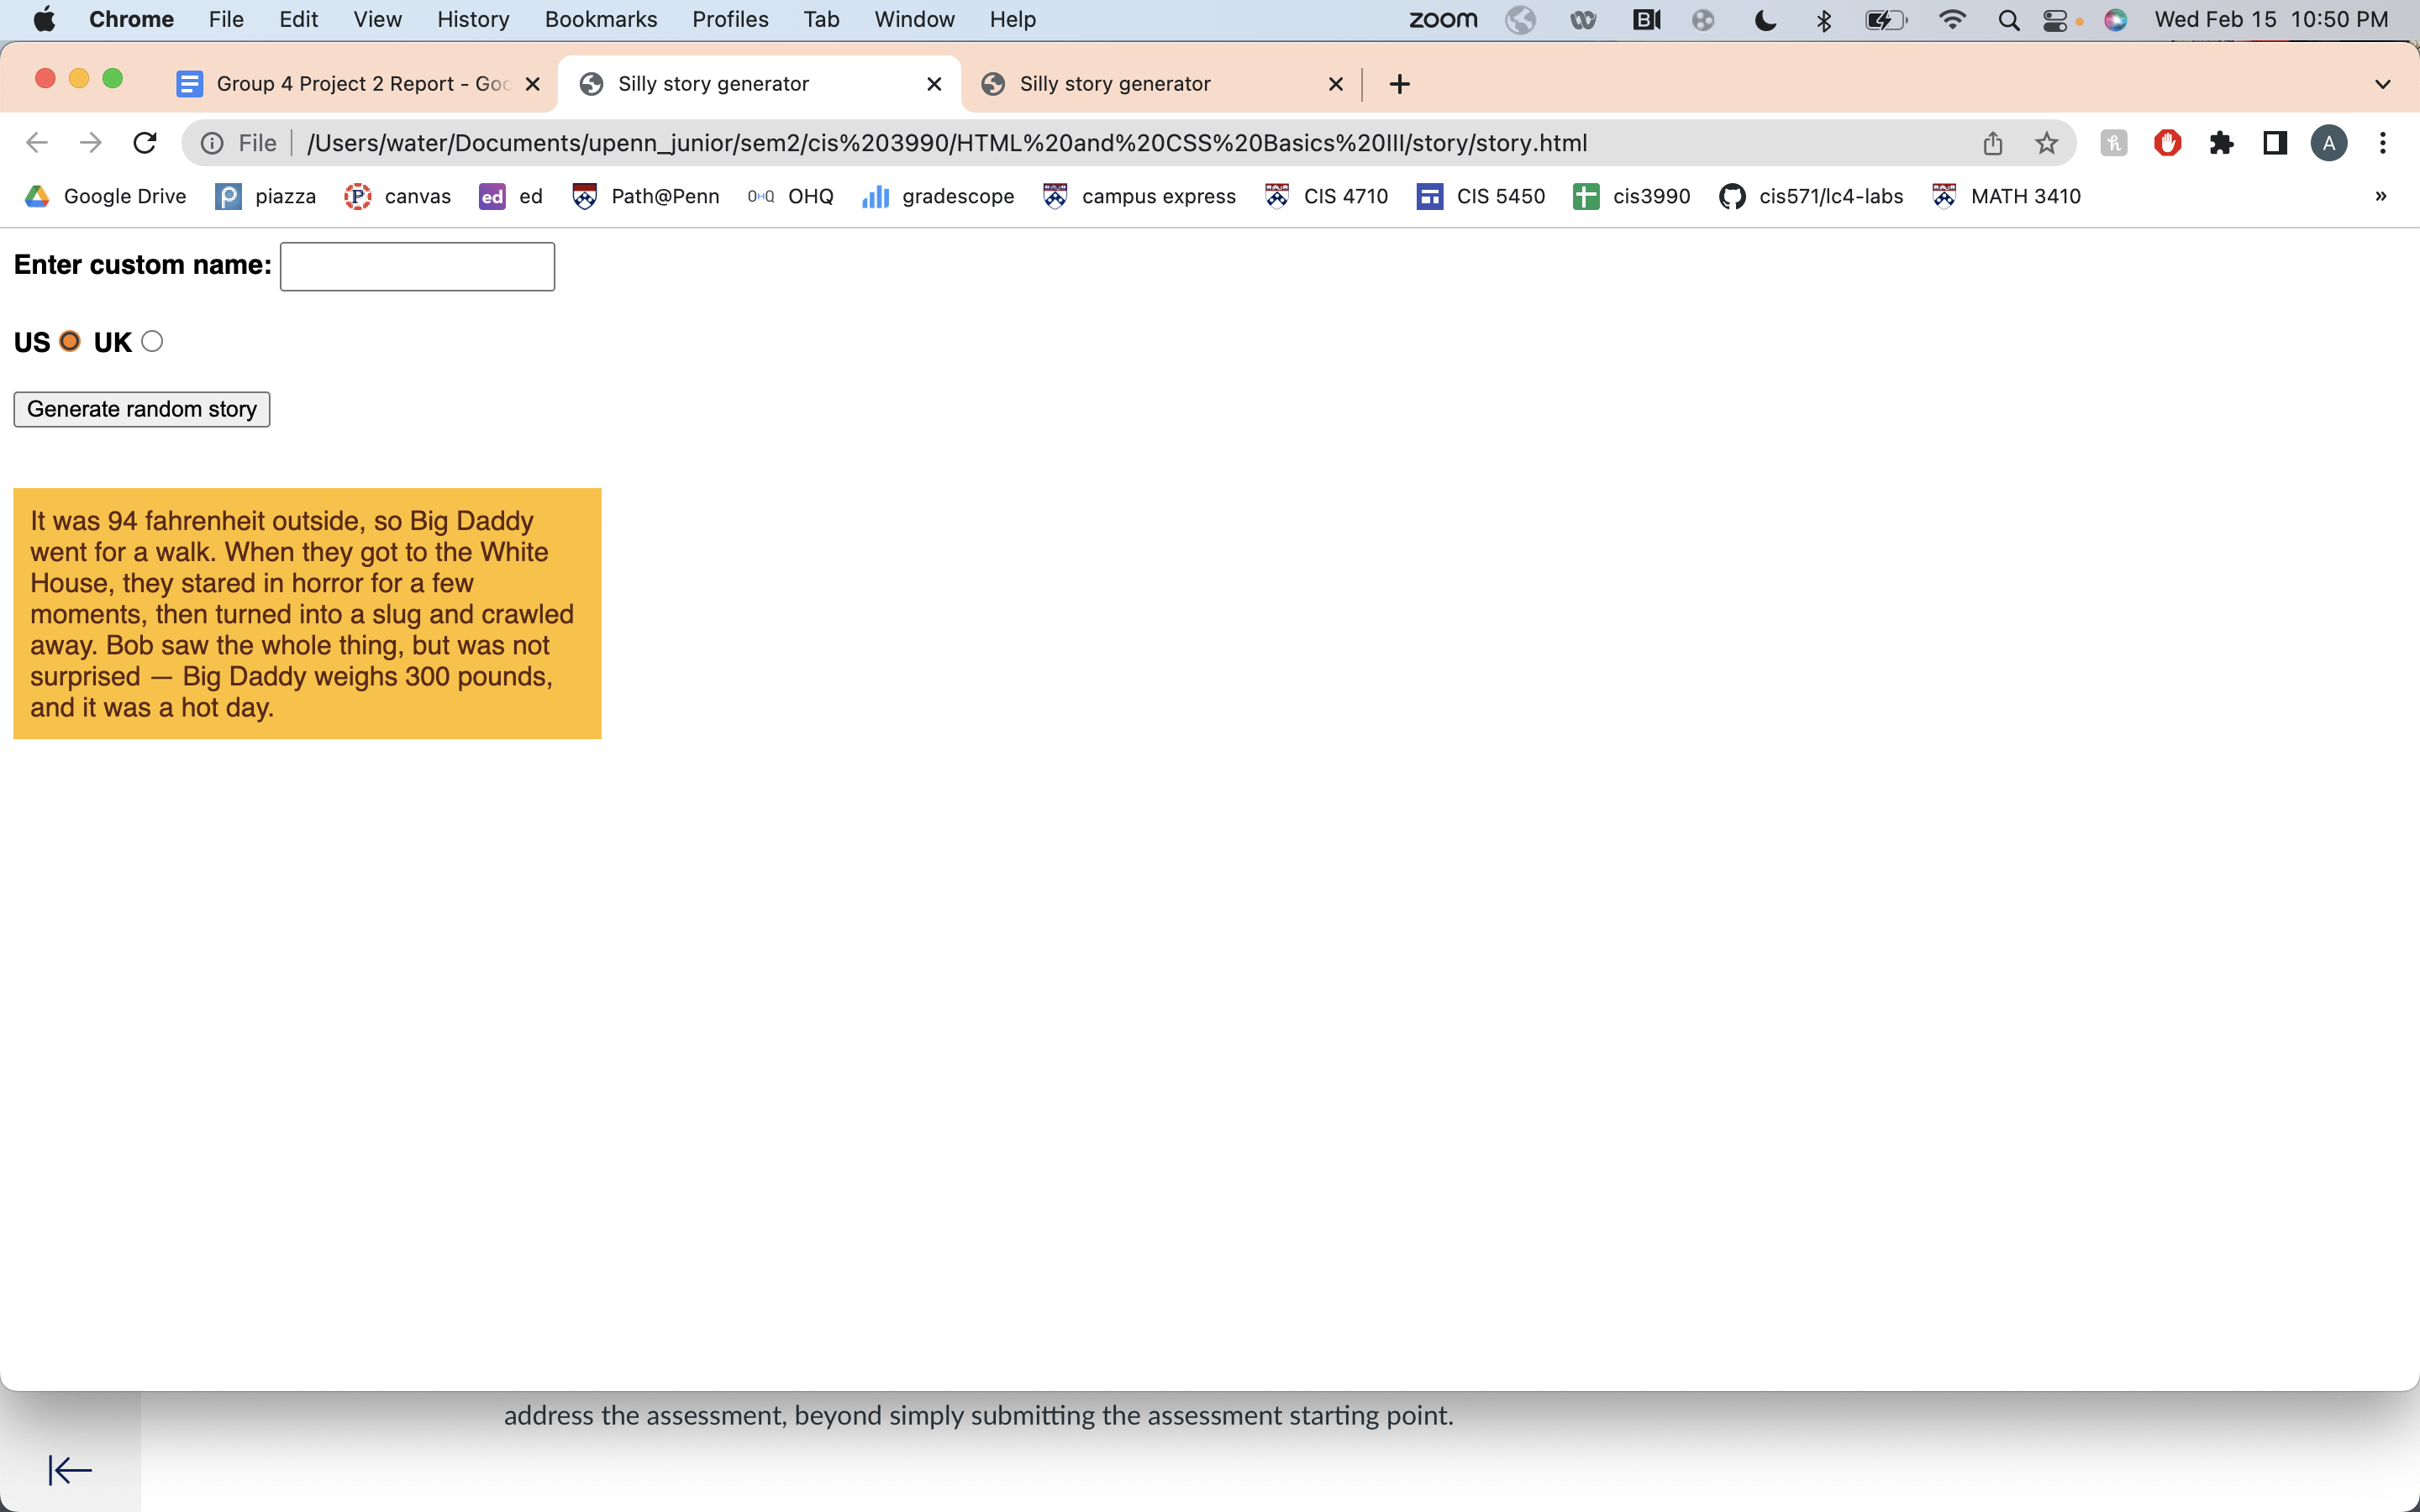 Chrome File Edit View History Bookmarks Profiles Tab Window Help zoom Wed Feb 15 10:50 PM
Group 4 Project 2 Report - Goo Silly story generator Silly story generator
File /Users/water/Documents/upenn_junior/sem2/cis%203990/HTML%20and%20CSS%20Basics%20III/story/story.html A
Google Drive piazza canvas ed ed Path@Penn OHQ OHQ gradescope campus express CIS 4710 CIS 5450 cis3990 cis571/lc4-labs MATH 3410 »
Enter custom name:
US UK
Generate random story
It was 94 fahrenheit outside, so Big Daddy
went for a walk. When they got to the White
House, they stared in horror for a few
moments, then turned into a slug and crawled
away. Bob saw the whole thing, but was not
surprised — Big Daddy weighs 300 pounds,
and it was a hot day.
address the assessment, beyond simply submitting the assessment starting point.